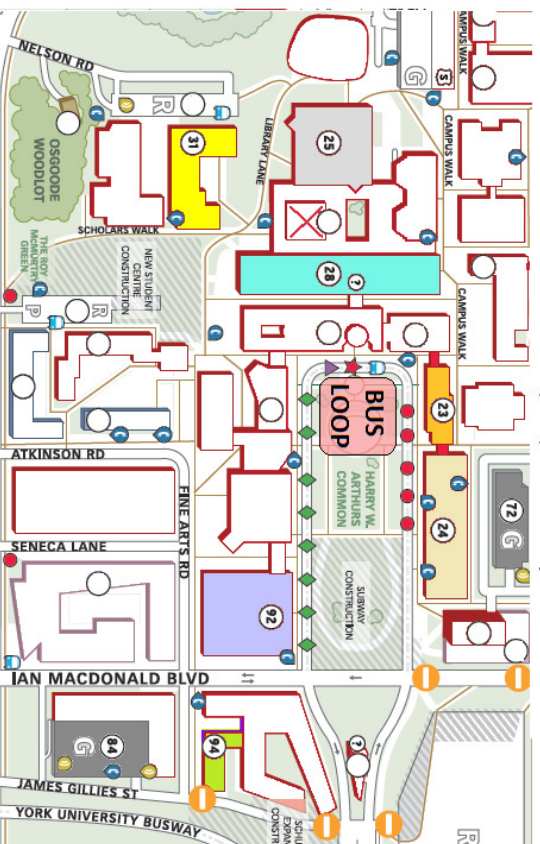 NELSON RD
R
G
$
CAMPUS WALK
OSGOODE
WOODLOT
31
LIBRARY LANE
25
CAMPUS WALK
SCHOLARS WALK
THE ROY
McMURTRY
GREEN
NEW STUDENT
CENTRE
CONSTRUCTION
28
?
R
P
CAMPUS WALK
BUS
LOOP
23
HARRY W.
ARTHURS
COMMON
ATKINSON RD
FINE ARTS RD
SENECA LANE
24
72
G
SUBWAY
CONSTRUCTION
92
IAN MACDONALD BLVD
84
G
94
?
JAMES GILLIES ST
YORK UNIVERSITY BUSWAY
R